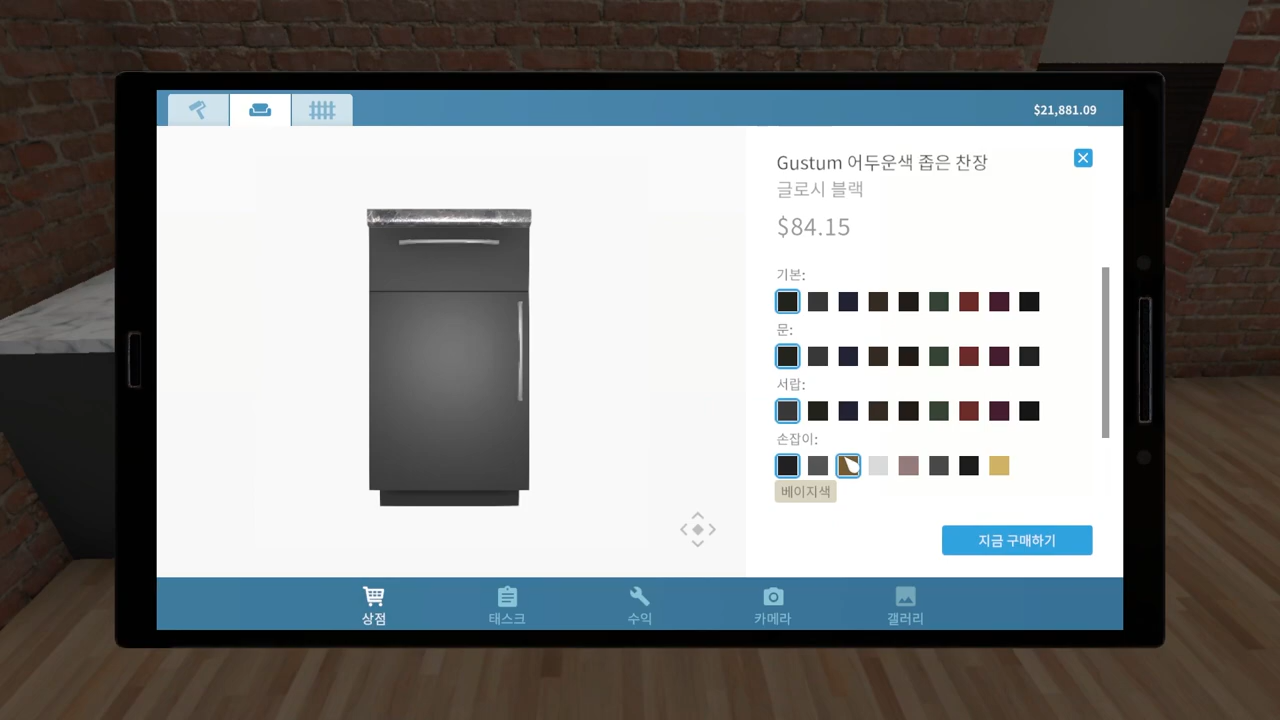 $21,881.09
Gustum 어두운색 좁은 찬장
글로시 블랙
$84.15
기본:
문:
서랍:
손잡이:
베이지색
지금 구매하기
상점
태스크
수익
카메라
갤러리